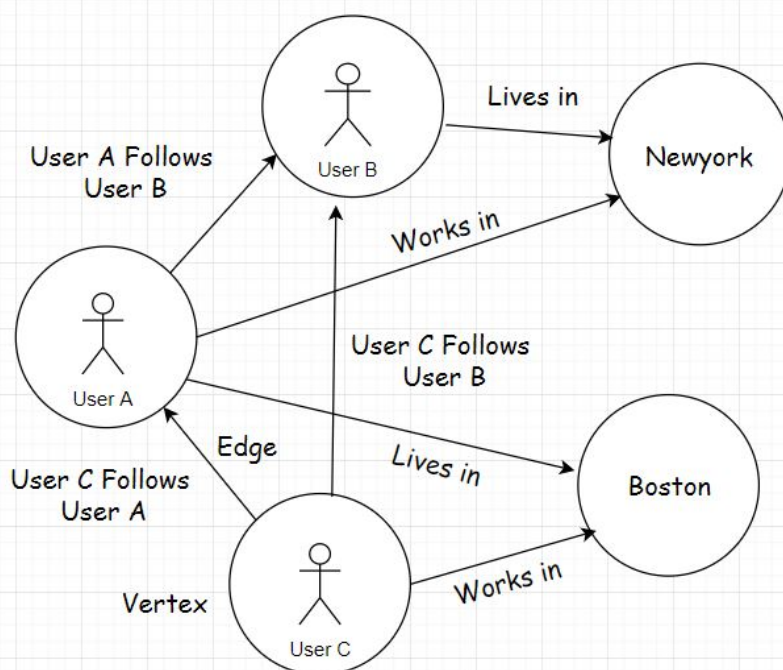 Lives in
User A Follows
User B
User B
Newyork
Works in
User C Follows
User B
User A
Edge
Lives in
User C Follows
User A
Boston
Works in
Vertex
User C